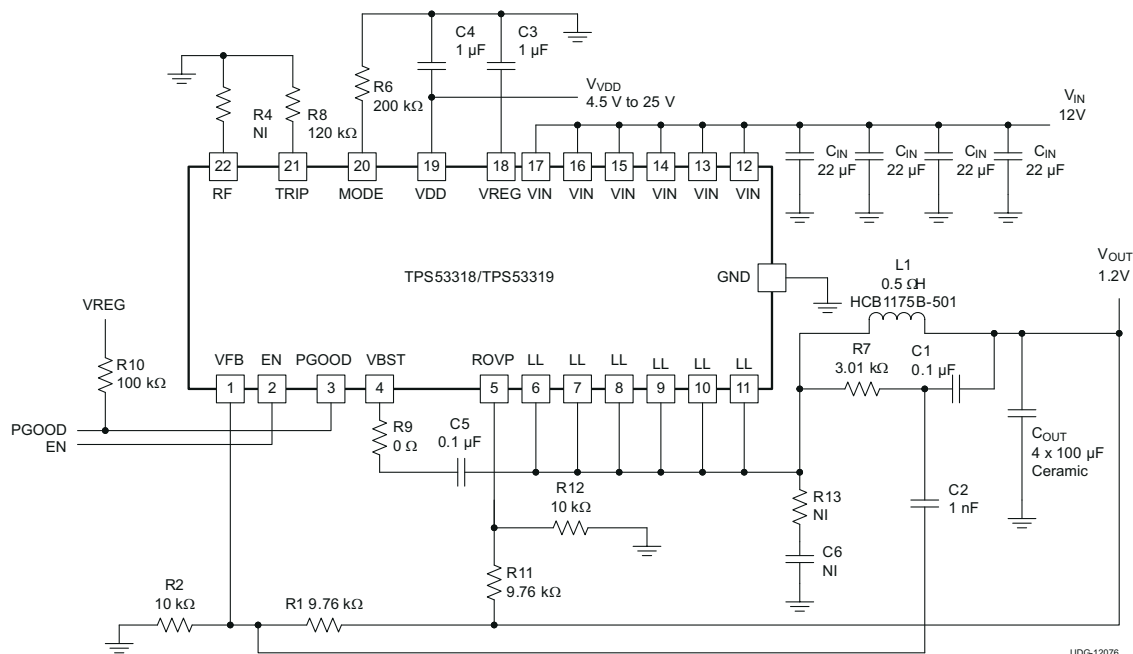 C4
1 µF
C3
1 µF
R6
200 kΩ
R4
NI
R8
120 kΩ
VVDD
4.5 V to 25 V
VIN
12V
CIN
22 µF
CIN
22 µF
CIN
22 µF
CIN
22 µF
22
21
20
19
18
17
16
15
14
13
12
RF
TRIP
MODE
VDD
VREG
VIN
VIN
VIN
VIN
VIN
VIN
TPS53318/TPS53319
GND
VOUT
1.2V
L1
0.5 ΩH
HCB1175B-501
VREG
R10
100 kΩ
VFB
EN
PGOOD
VBST
ROVP
LL
LL
LL
LL
LL
LL
1
2
3
4
5
6
7
8
9
10
11
R7
3.01 kΩ
C1
0.1 µF
PGOOD
EN
R9
0 Ω
C5
0.1 µF
COUT
4 x 100 µF
Ceramic
R12
10 kΩ
R13
NI
C2
1 nF
C6
NI
R11
9.76 kΩ
R2
10 kΩ
R1 9.76 kΩ
UDG-12076